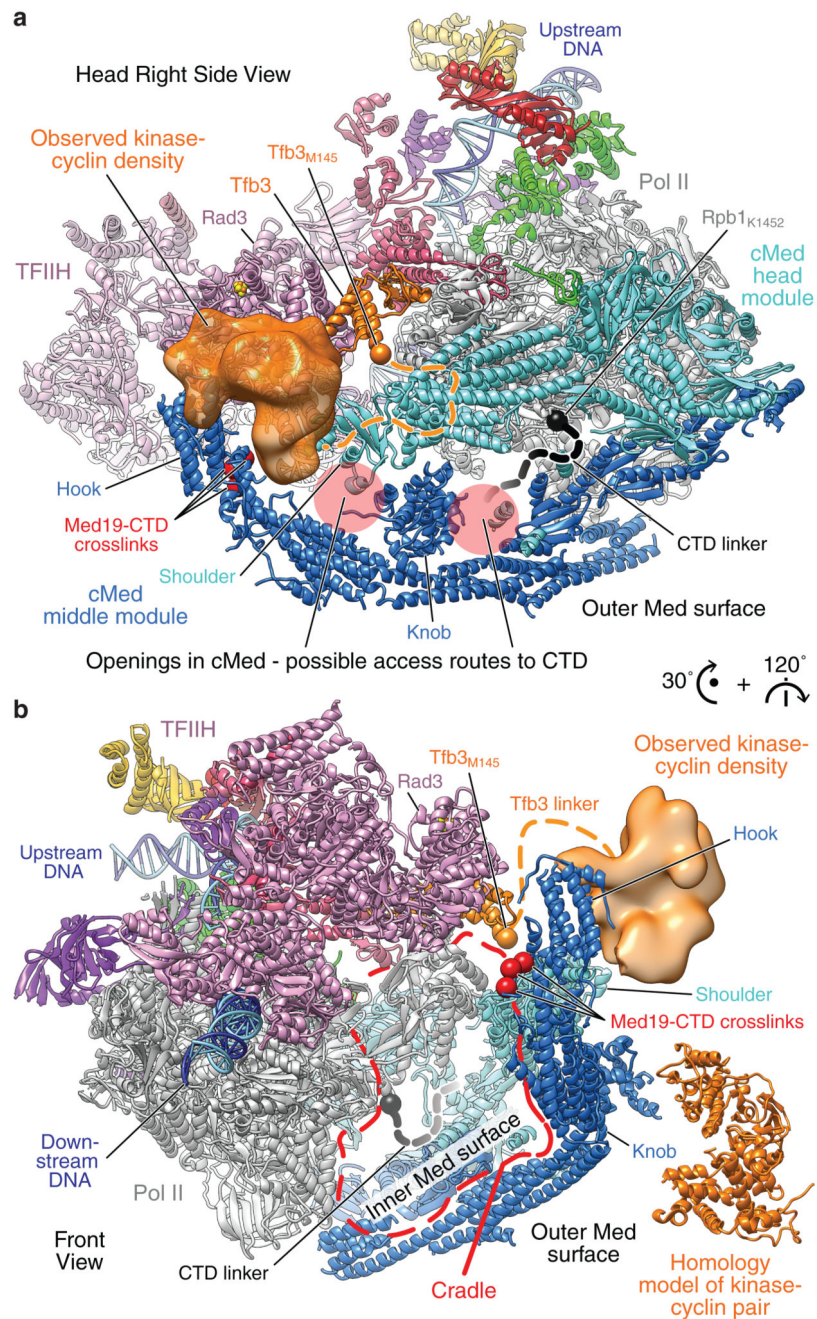 a
Head Right Side View
Upstream
DNA
Observed kinase-
cyclin density
Tfb3M145
Tfb3
Rad3
Pol II
Rpb1K1452
TFIIH
cMed
head
module
Hook
Med19-CTD
crosslinks
Shoulder
cMed
middle module
Knob
CTD linker
Outer Med surface
Openings in cMed - possible access routes to CTD
30° + 120°
b
TFIIH
Tfb3M145
Rad3
Observed kinase-
cyclin density
Tfb3 linker
Hook
Upstream
DNA
Shoulder
Med19-CTD crosslinks
Down-
stream
DNA
Pol II
Inner Med surface
Knob
Front
View
CTD linker
Outer Med
surface
Cradle
Homology
model of kinase-
cyclin pair